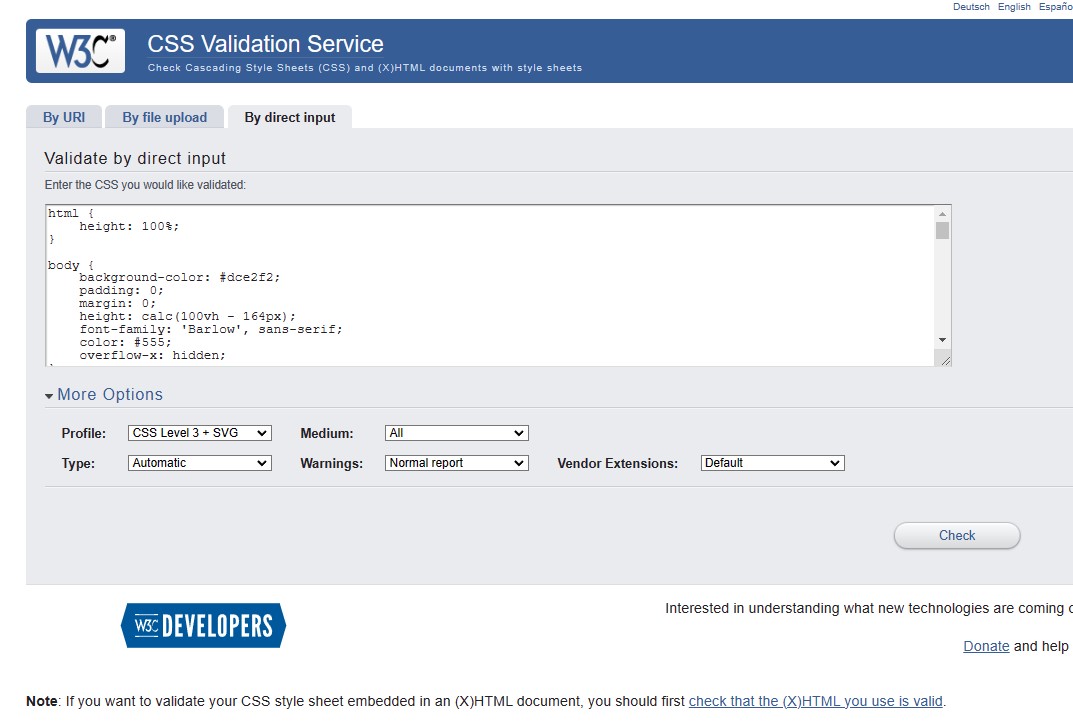 Deutsch English Españo
W3C®
CSS Validation Service
Check Cascading Style Sheets (CSS) and (X)HTML documents with style sheets
By URI By file upload By direct input
Validate by direct input
Enter the CSS you would like validated:
html {
    height: 100%;
}
body {
    background-color: #dce2f2;
    padding: 0;
    margin: 0;
    height: calc(100vh - 164px);
    font-family: 'Barlow', sans-serif;
    color: #555;
    overflow-x: hidden;
More Options
Profile: CSS Level 3 + SVG Medium: All
Type: Automatic Warnings: Normal report Vendor Extensions: Default
Check
W3C DEVELOPERS
Interested in understanding what new technologies are coming
Donate and help
Note: If you want to validate your CSS style sheet embedded in an (X)HTML document, you should first check that the (X)HTML you use is valid.